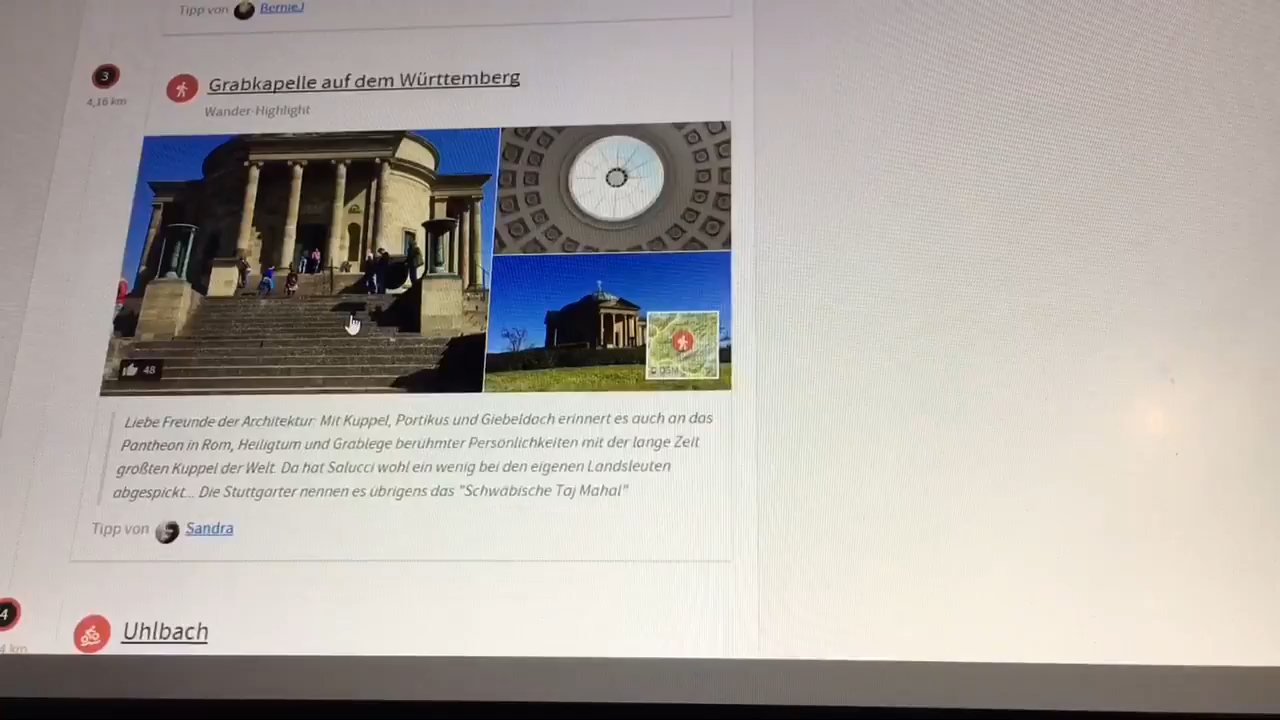 Tipp von BernieJ
3
4,16 km
Grabkapelle auf dem Württemberg
Wander-Highlight
48
© OSM
Liebe Freunde der Architektur: Mit Kuppel, Portikus und Giebeldach erinnert es auch an das
Pantheon in Rom, Heiligtum und Grablege berühmter Persönlichkeiten mit der lange Zeit
großten Kuppel der Welt. Da hat Salucci wohl ein wenig bei den eigenen Landsleuten
abgespickt... Die Stuttgarter nennen es übrigens das "Schwäbische Taj Mahal"
Tipp von Sandra
4
Uhlbach
km